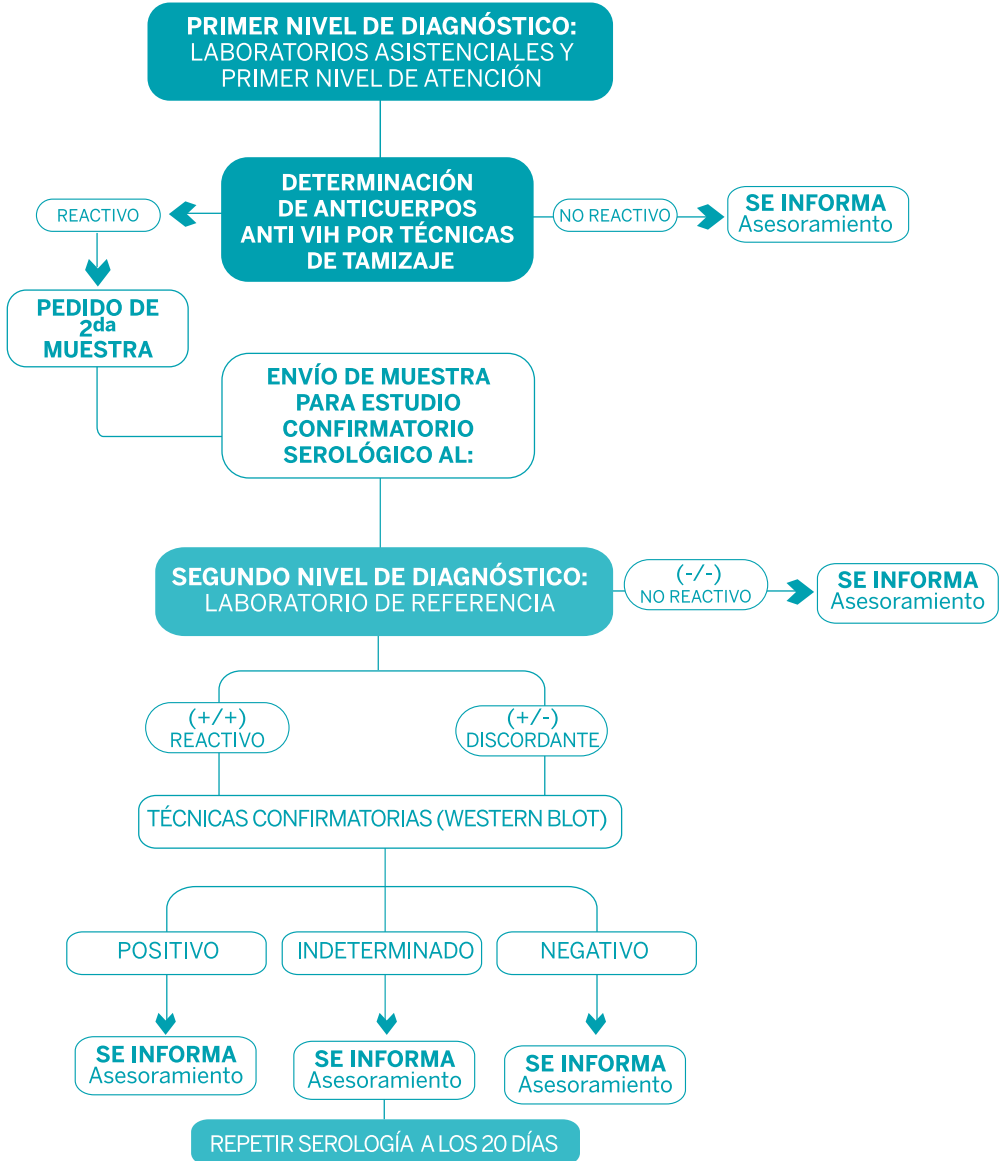 PRIMER NIVEL DE DIAGNÓSTICO:
LABORATORIOS ASISTENCIALES Y
PRIMER NIVEL DE ATENCIÓN
DETERMINACIÓN
DE ANTICUERPOS
ANTI VIH POR TÉCNICAS
DE TAMIZAJE
REACTIVO
NO REACTIVO
SE INFORMA
Asesoramiento
PEDIDO DE
2da
MUESTRA
ENVÍO DE MUESTRA
PARA ESTUDIO
CONFIRMATORIO
SEROLÓGICO AL:
SEGUNDO NIVEL DE DIAGNÓSTICO:
LABORATORIO DE REFERENCIA
(-/-)
NO REACTIVO
SE INFORMA
Asesoramiento
(+/+)
REACTIVO
(+/-)
DISCORDANTE
TÉCNICAS CONFIRMATORIAS (WESTERN BLOT)
POSITIVO
INDETERMINADO
NEGATIVO
SE INFORMA
Asesoramiento
SE INFORMA
Asesoramiento
SE INFORMA
Asesoramiento
REPETIR SEROLOGÍA A LOS 20 DÍAS